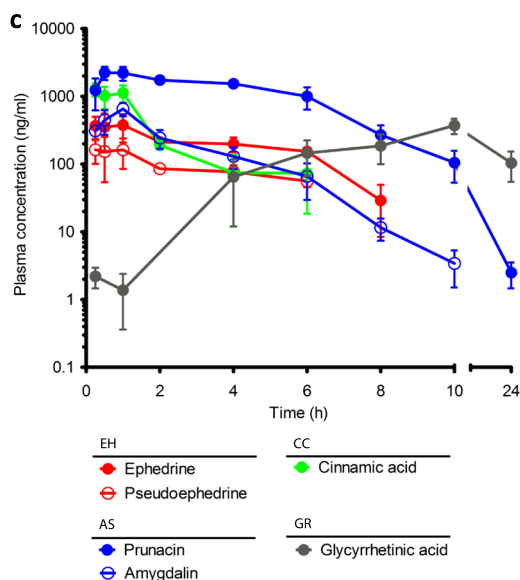 c
Plasma concentration (ng/ml)
10000
1000
100
10
1
0.1
0 2 4 6 8 10 24
Time (h)
EH CC
Ephedrine Cinnamic acid
Pseudoephedrine
AS GR
Prunacin Glycyrrhetinic acid
Amygdalin